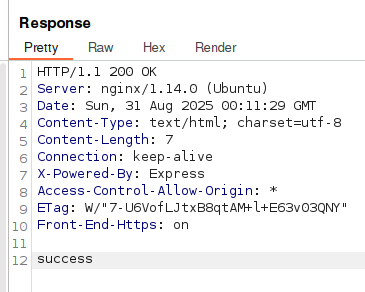 Response
Pretty Raw Hex Render
1 HTTP/1.1 200 OK
2 Server: nginx/1.14.0 (Ubuntu)
3 Date: Sun, 31 Aug 2025 00:11:29 GMT
4 Content-Type: text/html; charset=utf-8
5 Content-Length: 7
6 Connection: keep-alive
7 X-Powered-By: Express
8 Access-Control-Allow-Origin: *
9 ETag: W/"7-U6VofLJtxB8qtAM+l+E63v03QNY"
10 Front-End-Https: on
11
12 success